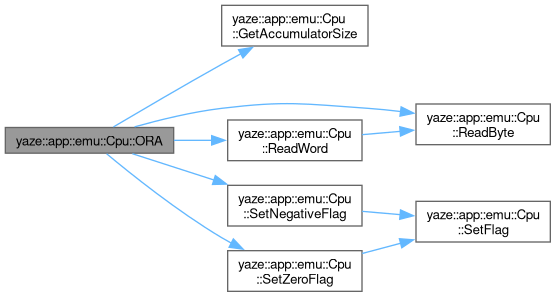 yaze::app::emu::Cpu
::GetAccumulatorSize
yaze::app::emu::Cpu::ORA
yaze::app::emu::Cpu
::ReadWord
yaze::app::emu::Cpu
::ReadByte
yaze::app::emu::Cpu
::SetNegativeFlag
yaze::app::emu::Cpu
::SetFlag
yaze::app::emu::Cpu
::SetZeroFlag